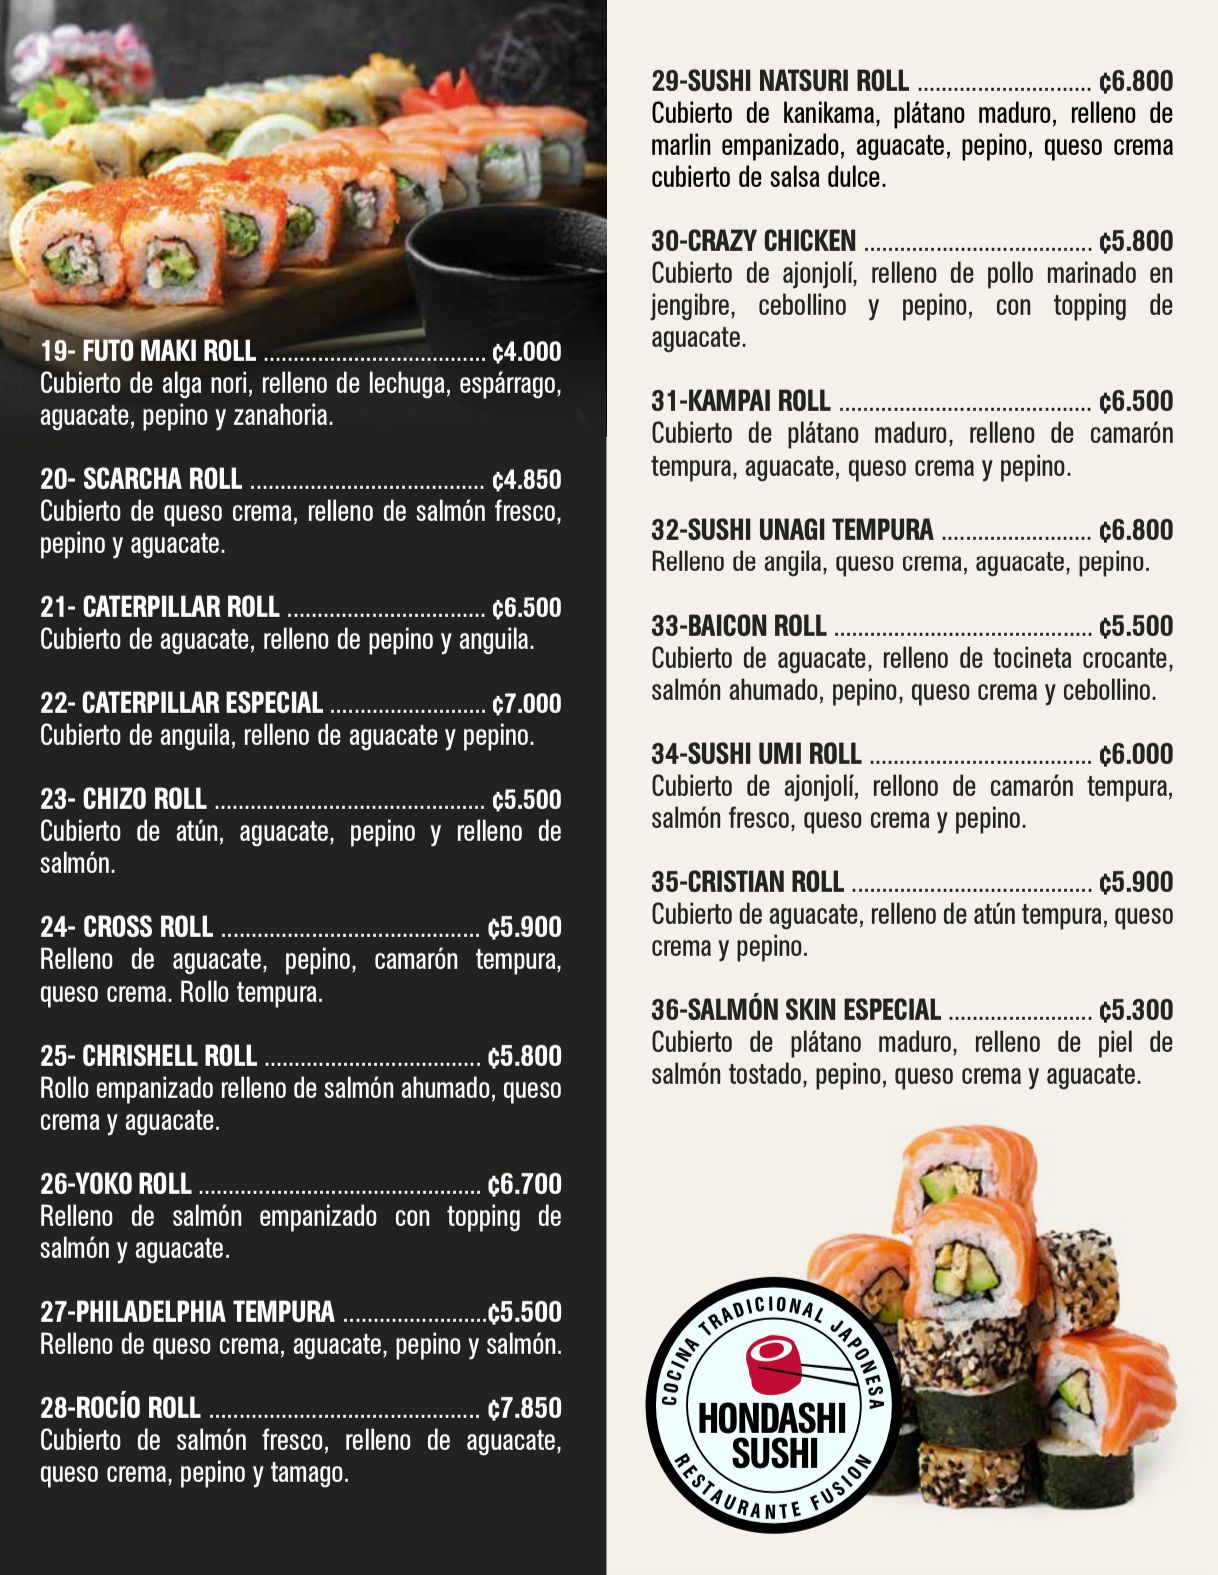 19- FUTO MAKI ROLL ..................................... ¢4.000
Cubierto de alga nori, relleno de lechuga, espárrago,
aguacate, pepino y zanahoria.
20- SCARCHA ROLL ....................................... ¢4.850
Cubierto de queso crema, relleno de salmón fresco,
pepino y aguacate.
21- CATERPILLAR ROLL ................................. ¢6.500
Cubierto de aguacate, relleno de pepino y anguila.
22- CATERPILLAR ESPECIAL .......................... ¢7.000
Cubierto de anguila, relleno de aguacate y pepino.
23- CHIZO ROLL ............................................. ¢5.500
Cubierto de atún, aguacate, pepino y relleno de
salmón.
24- CROSS ROLL ........................................... ¢5.900
Relleno de aguacate, pepino, camarón tempura,
queso crema. Rollo tempura.
25- CHRISHELL ROLL .................................... ¢5.800
Rollo empanizado relleno de salmón ahumado, queso
crema y aguacate.
26-YOKO ROLL ............................................... ¢6.700
Relleno de salmón empanizado con topping de
salmón y aguacate.
27-PHILADELPHIA TEMPURA ........................¢5.500
Relleno de queso crema, aguacate, pepino y salmón.
28-ROCÍO ROLL ............................................. ¢7.850
Cubierto de salmón fresco, relleno de aguacate,
queso crema, pepino y tamago.
29-SUSHI NATSURI ROLL ............................. ¢6.800
Cubierto de kanikama, plátano maduro, relleno de
marlin empanizado, aguacate, pepino, queso crema
cubierto de salsa dulce.
30-CRAZY CHICKEN ...................................... ¢5.800
Cubierto de ajonjolí, relleno de pollo marinado en
jengibre, cebollino y pepino, con topping de
aguacate.
31-KAMPAI ROLL .......................................... ¢6.500
Cubierto de plátano maduro, relleno de camarón
tempura, aguacate, queso crema y pepino.
32-SUSHI UNAGI TEMPURA ......................... ¢6.800
Relleno de angila, queso crema, aguacate, pepino.
33-BAICON ROLL ........................................... ¢5.500
Cubierto de aguacate, relleno de tocineta crocante,
salmón ahumado, pepino, queso crema y cebollino.
34-SUSHI UMI ROLL ..................................... ¢6.000
Cubierto de ajonjolí, rellono de camarón tempura,
salmón fresco, queso crema y pepino.
35-CRISTIAN ROLL ........................................ ¢5.900
Cubierto de aguacate, relleno de atún tempura, queso
crema y pepino.
36-SALMÓN SKIN ESPECIAL ........................ ¢5.300
Cubierto de plátano maduro, relleno de piel de
salmón tostado, pepino, queso crema y aguacate.
COCINA TRADICIONAL JAPONESA
HONDASHI
SUSHI
RESTAURANTE FUSION